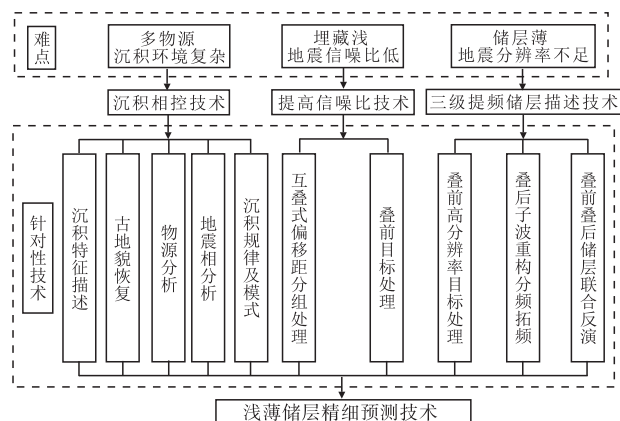 难点
多物源
沉积环境复杂
埋藏浅
地震信噪比低
储层薄
地震分辨率不足
沉积相控技术
提高信噪比技术
三级提频储层描述技术
针对性技术
沉积特征描述
古地貌恢复
物源分析
地震相分析
沉积规律及模式
互叠式偏移距分组处理
叠前目标处理
叠前高分辨率目标处理
叠后子波重构分频拓频
叠前叠后储层联合反演
浅薄储层精细预测技术